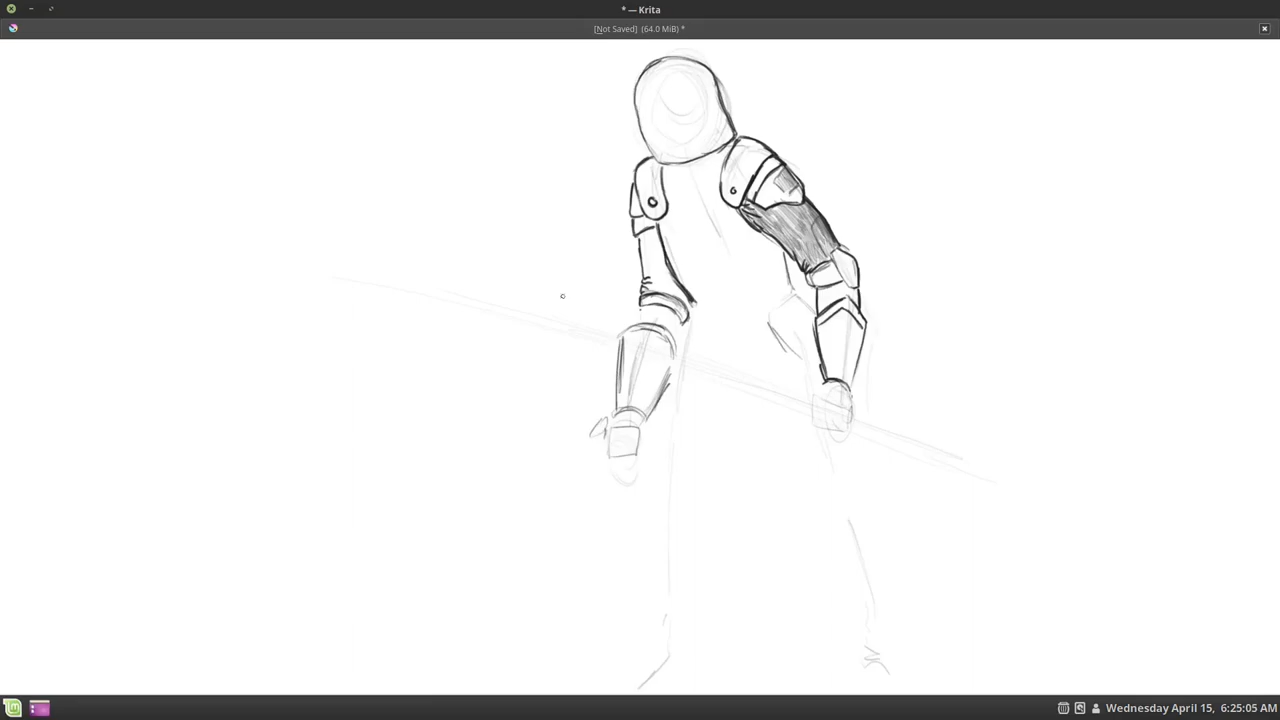 * — Krita
[Not Saved] (64.0 MiB) *
Wednesday April 15, 6:25:05 AM